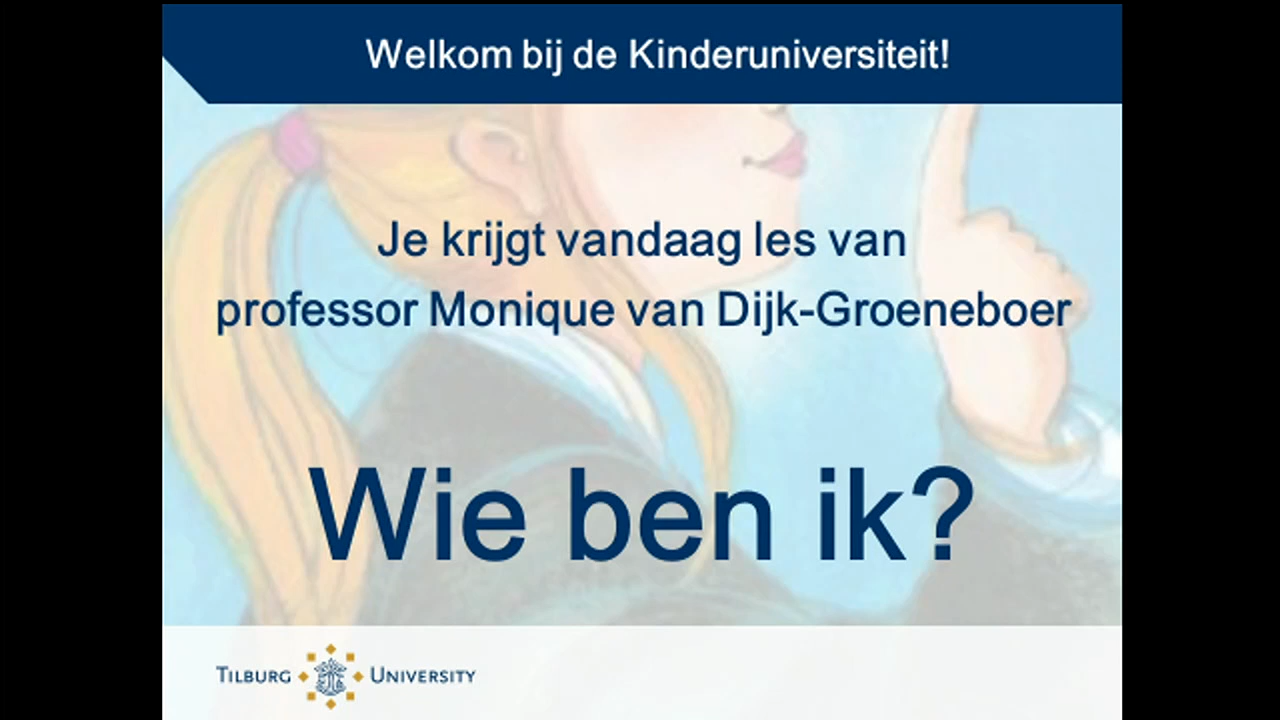 Welkom bij de Kinderuniversiteit!
Je krijgt vandaag les van
professor Monique van Dijk-Groeneboer
Wie ben ik?
TILBURG UNIVERSITY